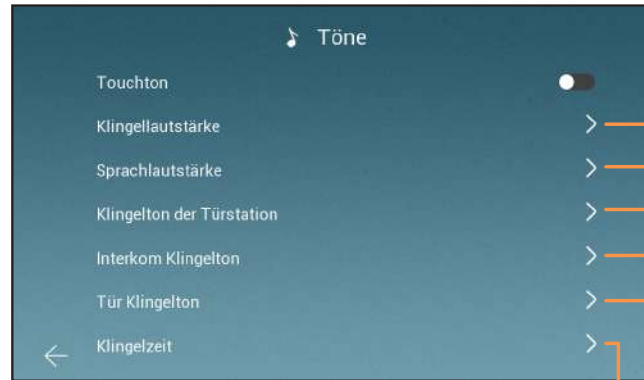 Töne
Touchton
Klingellautstärke
Sprachlautstärke
Klingelton der Türstation
Interkom Klingelton
Tür Klingelton
Klingelzeit